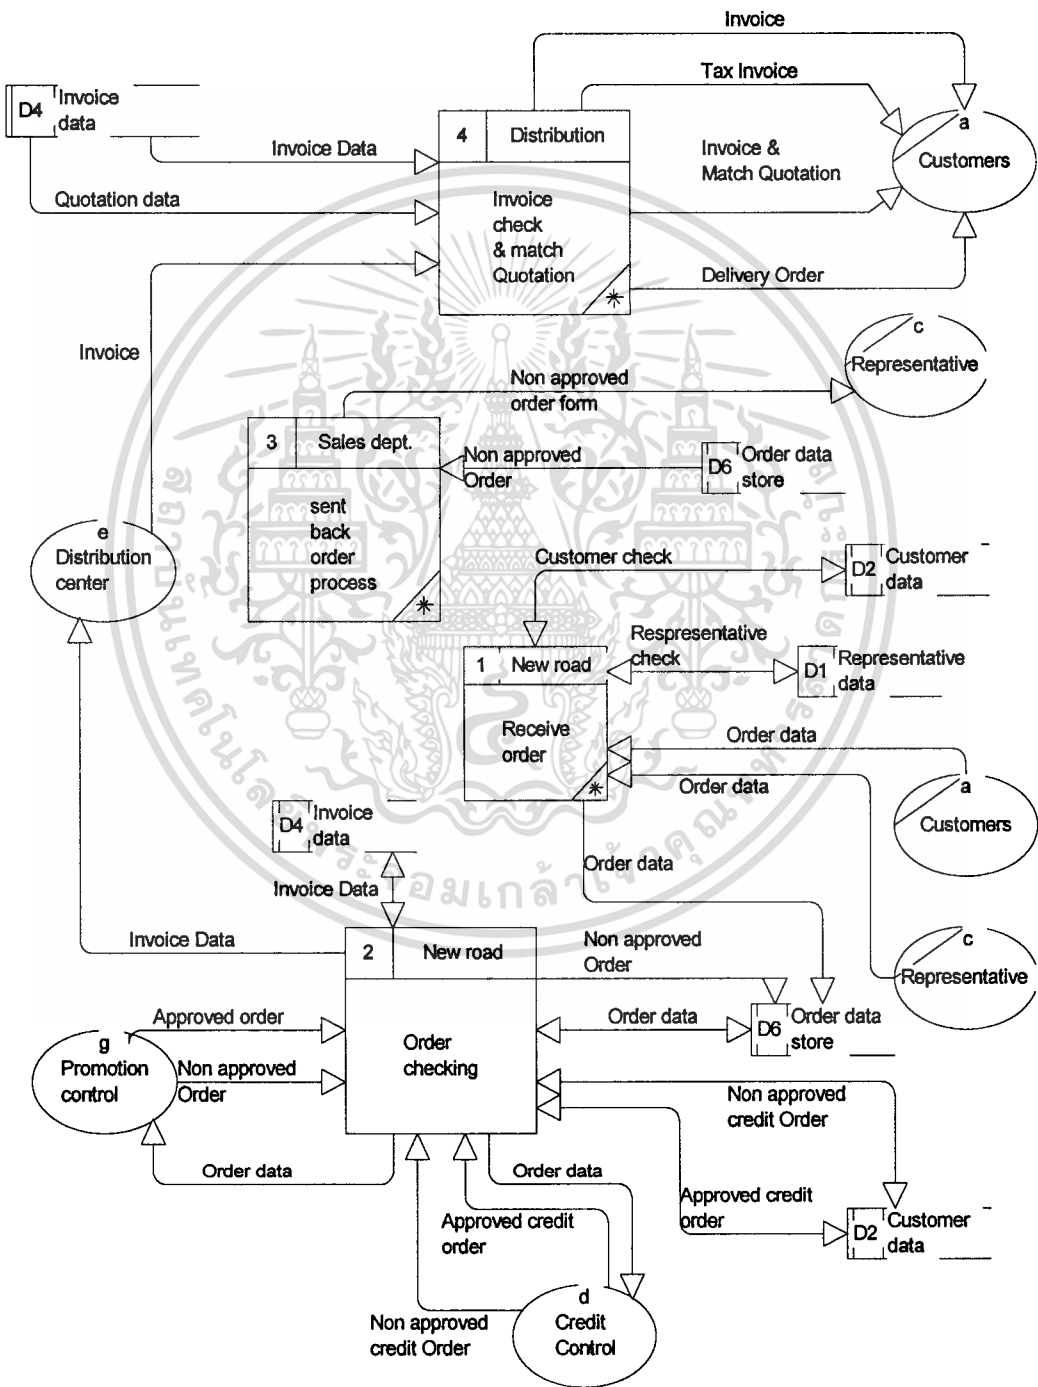 Invoice
Tax Invoice
D4 Invoice
data
4 Distribution
a
Customers
Invoice Data
Invoice &
Match Quotation
Quotation data
Invoice
check
& match
Quotation
Delivery Order
*
c
Representative
Invoice
Non approved
order form
3 Sales dept.
Non approved
Order
D6 Order data
store
sent
back
order
process
*
e
Distribution
center
Customer check
D2 Customer
data
Respresentative
check
1 New road
D1 Representative
data
Receive
order
*
Order data
Order data
a
Customers
D4 Invoice
data
Order data
Invoice Data
c
Representative
Invoice Data
2 New road
Non approved
Order
Approved order
Order data
D6 Order data
store
g
Promotion
control
Non approved
Order
Order
checking
Non approved
credit Order
Order data
Order data
Approved credit
order
Approved credit
order
D2 Customer
data
d
Credit
Control
Non approved
credit Order